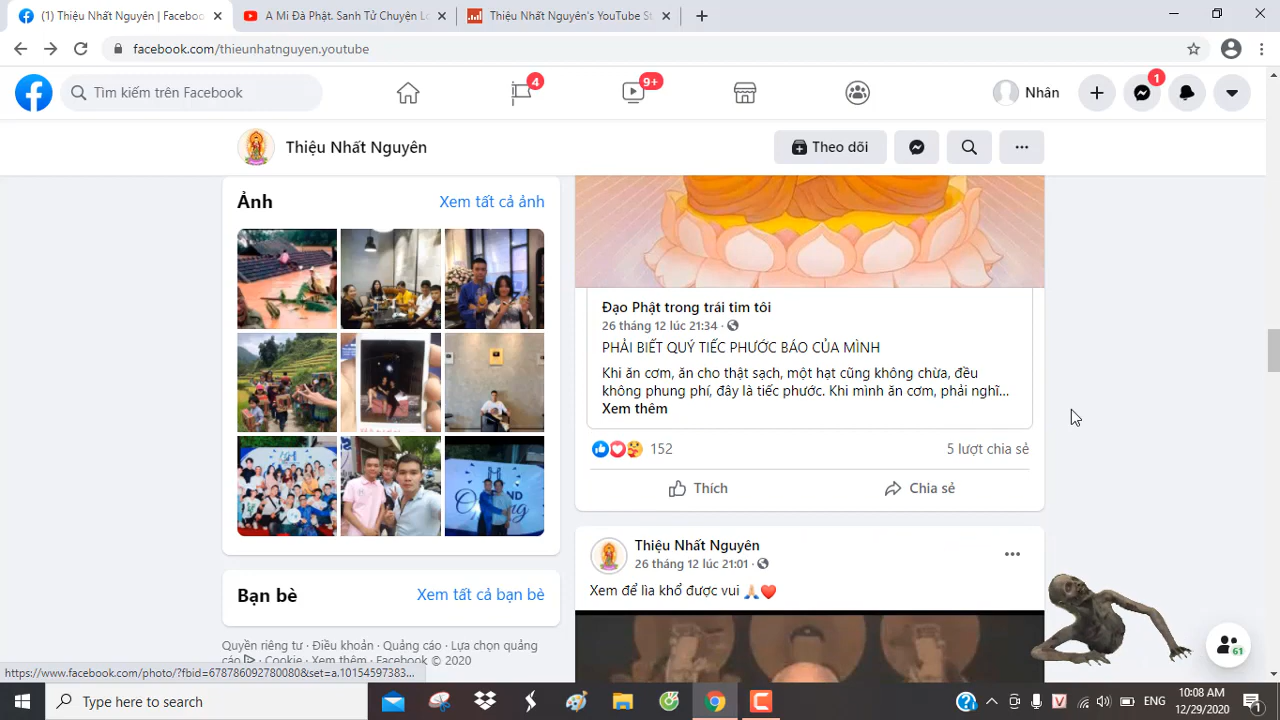 (1) Thiệu Nhất Nguyên | Faceboo
A Mi Đà Phật. Sanh Tử Chuyện Lớ
Thiệu Nhất Nguyên's YouTube St
facebook.com/thieunhatnguyen.youtube
Tìm kiếm trên Facebook
4
9+
Nhân
1
Thiệu Nhất Nguyên
Theo dõi
Ảnh
Xem tất cả ảnh
Bạn bè
Xem tất cả bạn bè
Quyền riêng tư · Điều khoản · Quảng cáo · Lựa chọn quảng
cáo · Cookie · Xem thêm · Facebook © 2020
Đạo Phật trong trái tim tôi
26 tháng 12 lúc 21:34 ·
PHẢI BIẾT QUÝ TIẾC PHƯỚC BÁO CỦA MÌNH
Khi ăn cơm, ăn cho thật sạch, một hạt cũng không chừa, đều
không phung phí, đây là tiếc phước. Khi mình ăn cơm, phải nghĩ...
Xem thêm
152
5 lượt chia sẻ
Thích
Chia sẻ
Thiệu Nhất Nguyên
26 tháng 12 lúc 21:01 ·
Xem để lìa khổ được vui 🙏❤️
61
https://www.facebook.com/photo/?fbid=678786092780080&set=a.10154597383...
Type here to search
V
ENG
10:08 AM
12/29/2020
1